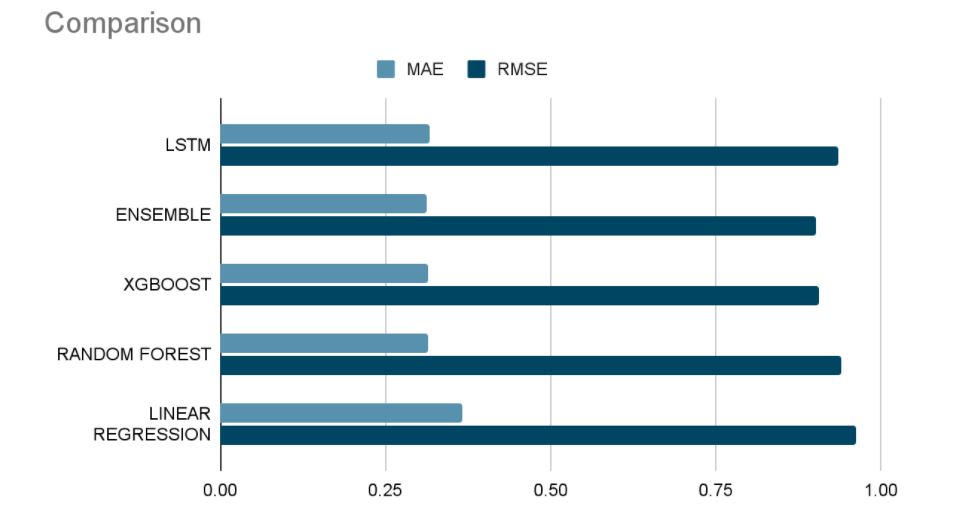 Comparison
MAE RMSE
LSTM
ENSEMBLE
XGBOOST
RANDOM FOREST
LINEAR
REGRESSION
0.00 0.25 0.50 0.75 1.00